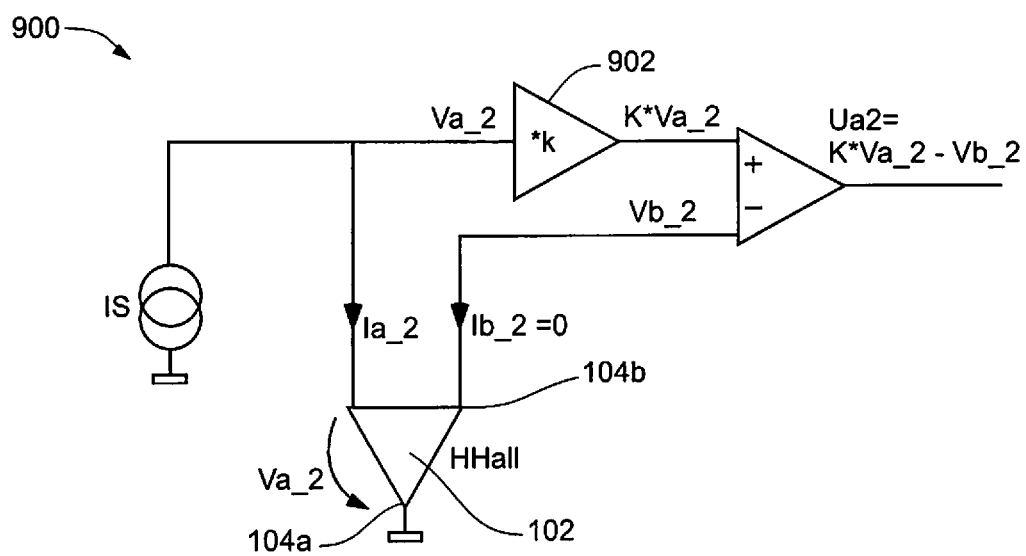 900
902
Va_2
*k
K*Va_2
Ua2=
K*Va_2 - Vb_2
+
−
Vb_2
IS
Ia_2
Ib_2 =0
104b
HHall
Va_2
104a
102